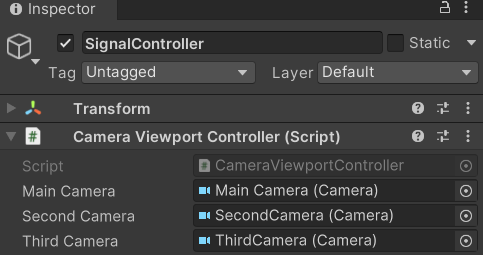 Inspector
SignalController Static
Tag Untagged Layer Default
Transform
# Camera Viewport Controller (Script)
Script # CameraViewportController
Main Camera Main Camera (Camera)
Second Camera SecondCamera (Camera)
Third Camera ThirdCamera (Camera)